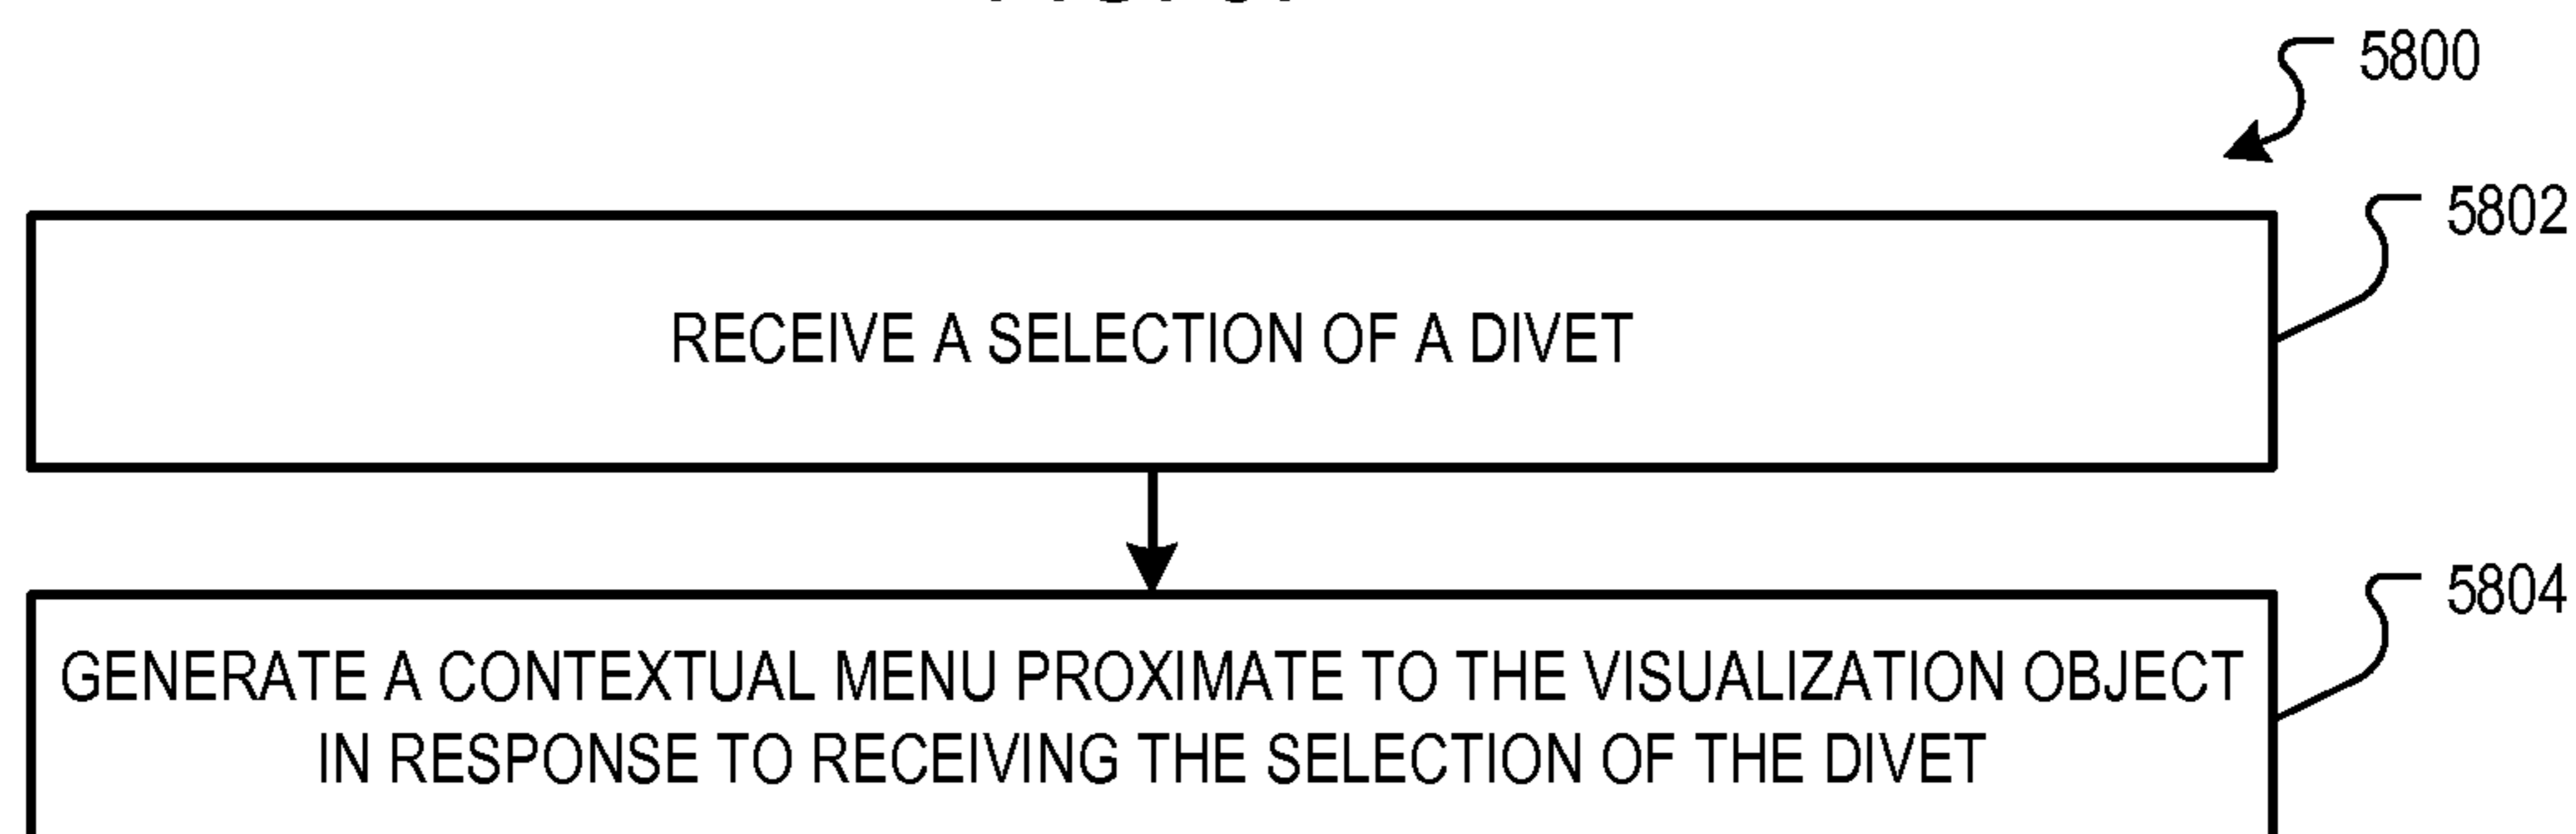 5800
5802
RECEIVE A SELECTION OF A DIVET
5804
GENERATE A CONTEXTUAL MENU PROXIMATE TO THE VISUALIZATION OBJECT
IN RESPONSE TO RECEIVING THE SELECTION OF THE DIVET